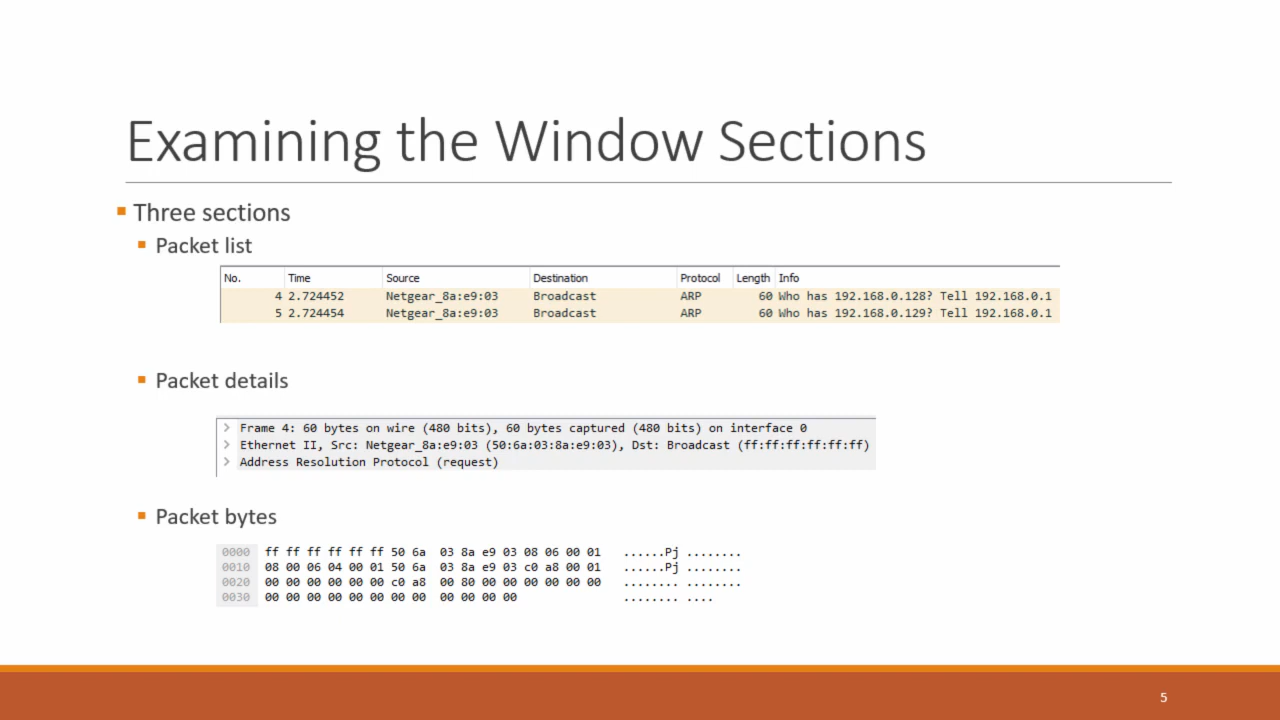 Examining the Window Sections
Three sections
Packet list
No. Time Source Destination Protocol Length Info
4 2.724452 Netgear_8a:e9:03 Broadcast ARP 60 Who has 192.168.0.128? Tell 192.168.0.1
5 2.724454 Netgear_8a:e9:03 Broadcast ARP 60 Who has 192.168.0.129? Tell 192.168.0.1
Packet details
Frame 4: 60 bytes on wire (480 bits), 60 bytes captured (480 bits) on interface 0
Ethernet II, Src: Netgear_8a:e9:03 (50:6a:03:8a:e9:03), Dst: Broadcast (ff:ff:ff:ff:ff:ff)
Address Resolution Protocol (request)
Packet bytes
0000 ff ff ff ff ff ff 50 6a 03 8a e9 03 08 06 00 01 ......Pj ........
0010 08 00 06 04 00 01 50 6a 03 8a e9 03 c0 a8 00 01 ......Pj ........
0020 00 00 00 00 00 00 c0 a8 00 80 00 00 00 00 00 00 ........ ........
0030 00 00 00 00 00 00 00 00 00 00 00 00 ........ ....
5